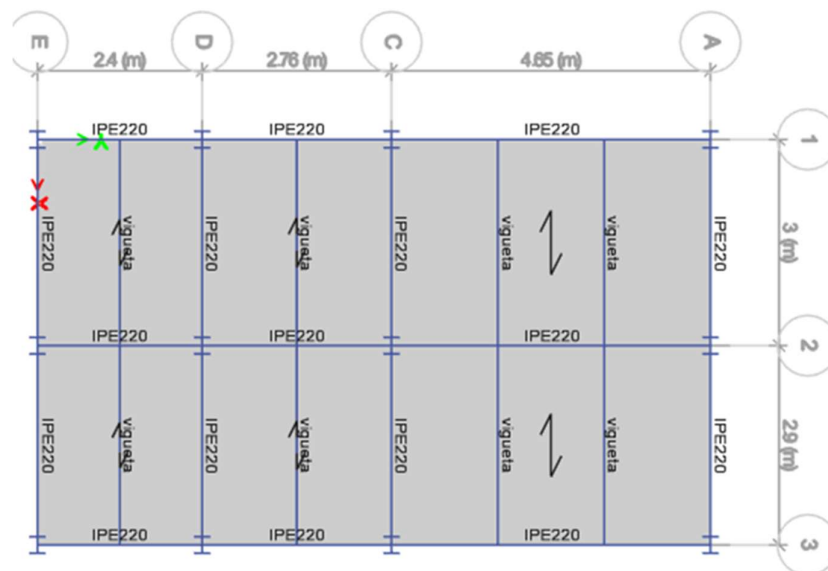 E D C A
2.4 (m) 2.76 (m) 4.65 (m)
IPE220 IPE220 IPE220
1
IPE220 vigueta IPE220 vigueta IPE220 vigueta vigueta IPE220
3 (m)
IPE220 IPE220 IPE220
2
IPE220 vigueta IPE220 vigueta IPE220 vigueta vigueta IPE220
2.9 (m)
IPE220 IPE220 IPE220
3